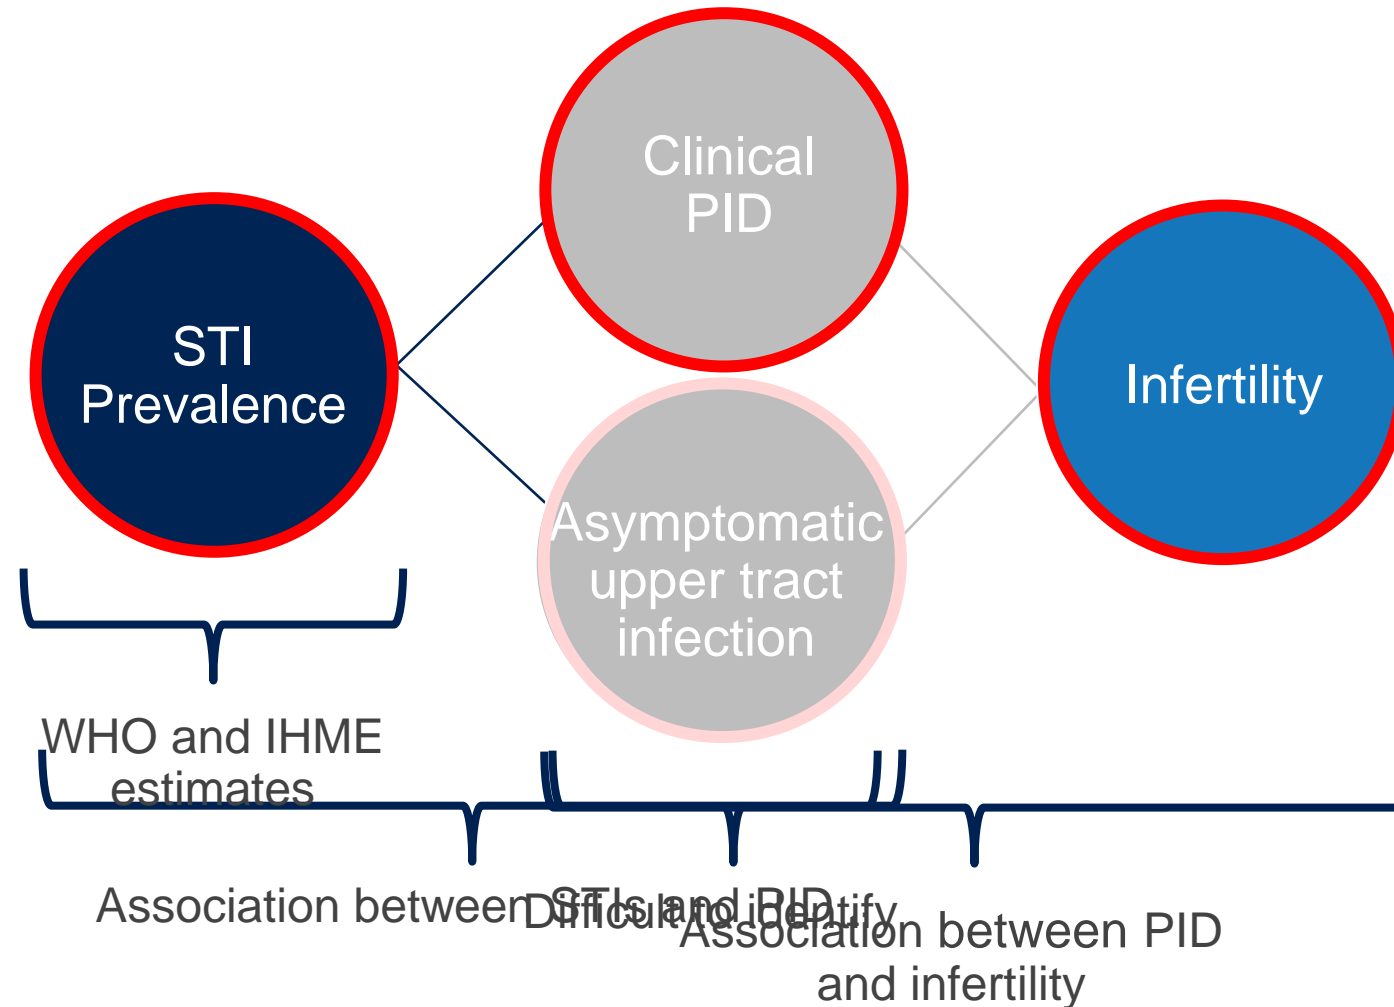 Clinical
PID
STI
Prevalence
Infertility
Asymptomatic
upper tract
infection
WHO and IHME
estimates
Association between STIs and PID
Difficult to identify
Association between PID
and infertility